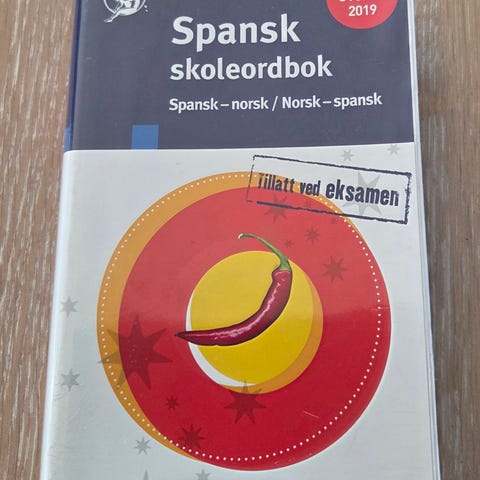 2019
Spansk
skoleordbok
Spansk – norsk / Norsk – spansk
Tillatt ved eksamen